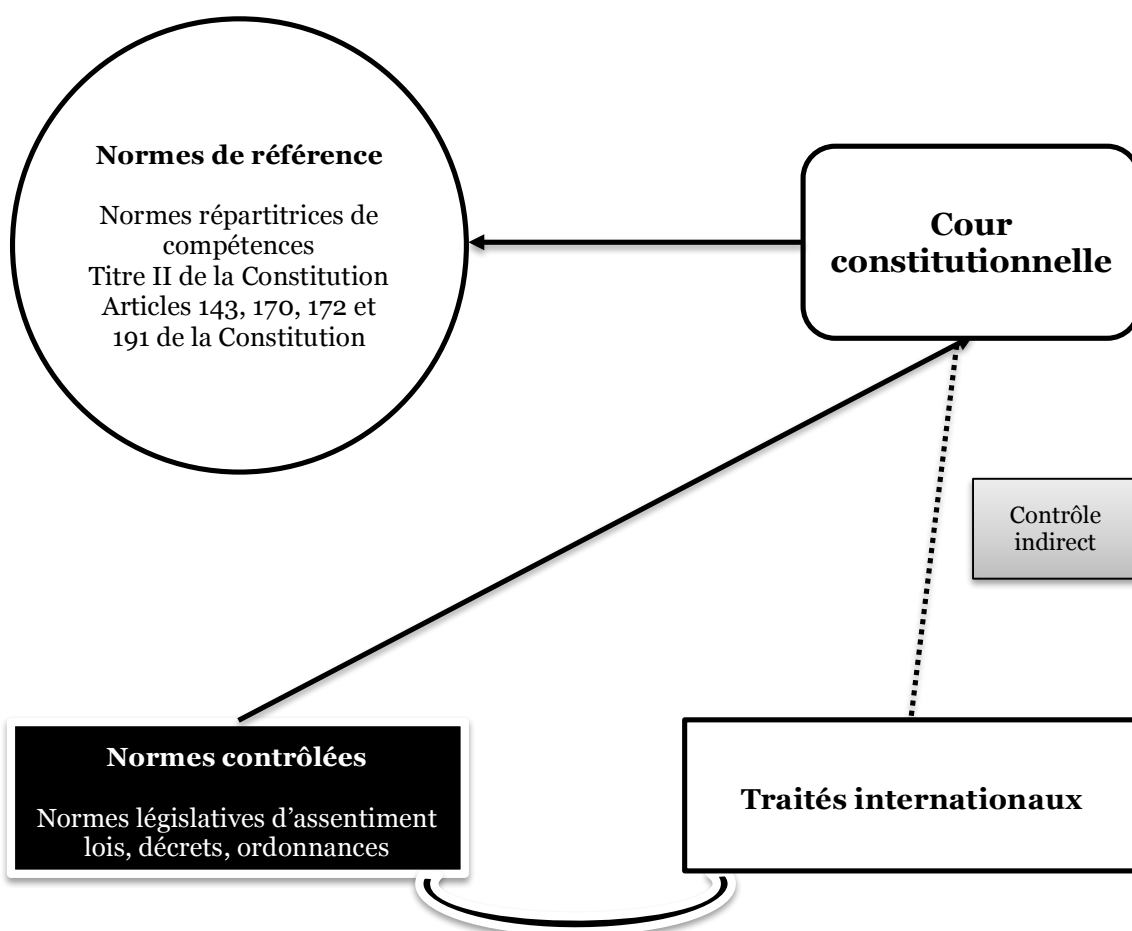 Normes de référence
Normes répartitrices de
compétences
Titre II de la Constitution
Articles 143, 170, 172 et
191 de la Constitution
Cour
constitutionnelle
Contrôle
indirect
Normes contrôlées
Normes législatives d’assentiment
lois, décrets, ordonnances
Traités internationaux